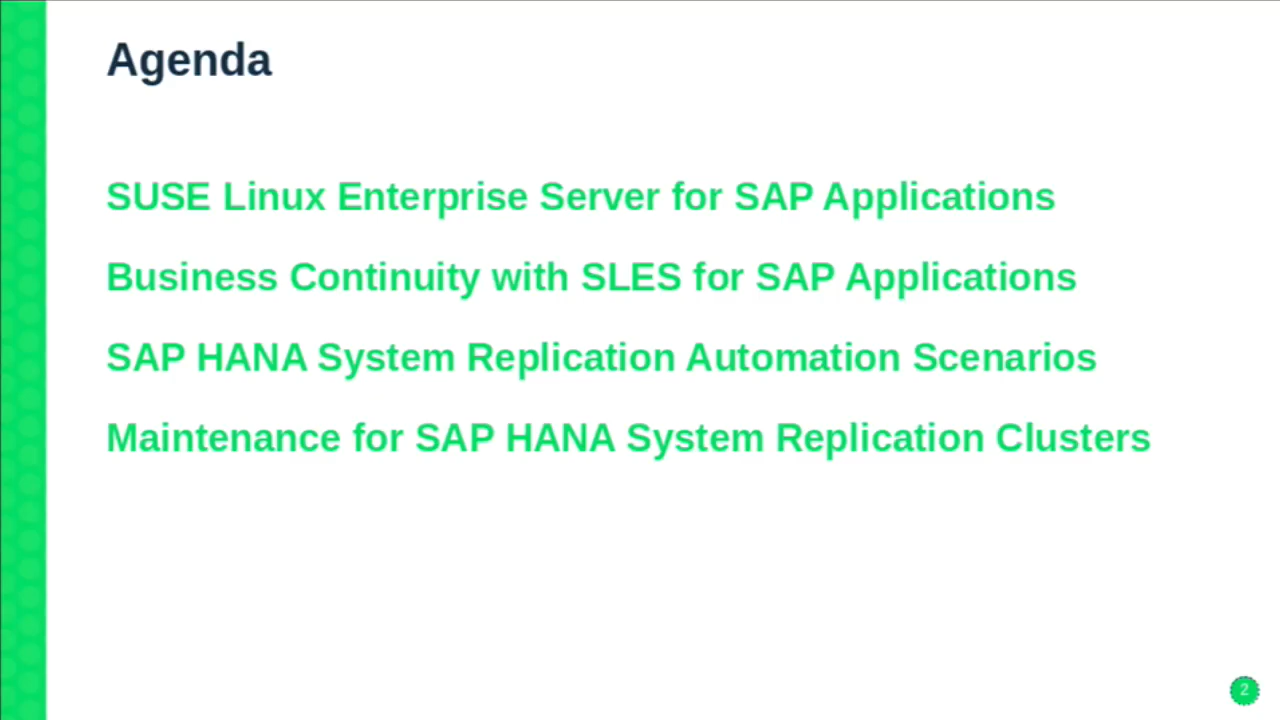 Agenda
SUSE Linux Enterprise Server for SAP Applications
Business Continuity with SLES for SAP Applications
SAP HANA System Replication Automation Scenarios
Maintenance for SAP HANA System Replication Clusters
2